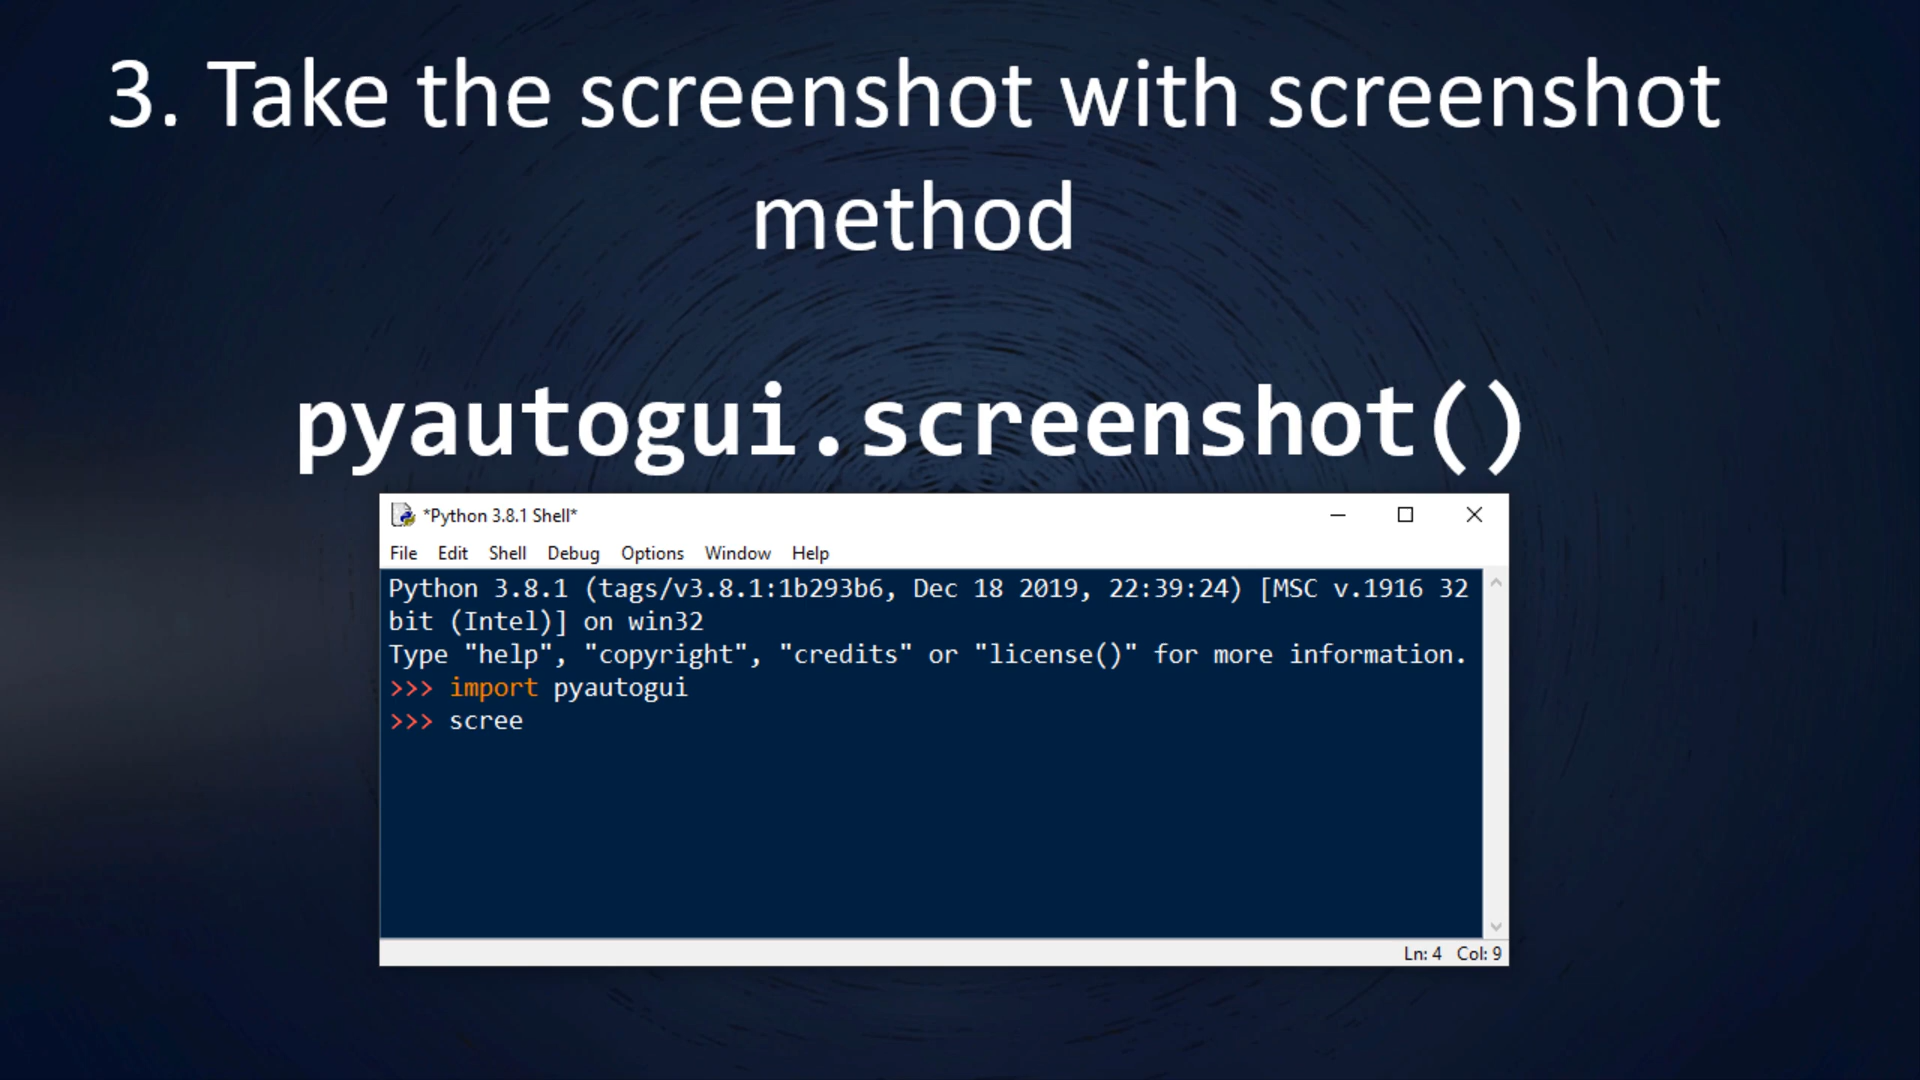 3. Take the screenshot with screenshot
method
pyautogui.screenshot()
*Python 3.8.1 Shell*
File Edit Shell Debug Options Window Help
Python 3.8.1 (tags/v3.8.1:1b293b6, Dec 18 2019, 22:39:24) [MSC v.1916 32
bit (Intel)] on win32
Type "help", "copyright", "credits" or "license()" for more information.
>>> import pyautogui
>>> scree
Ln: 4 Col: 9